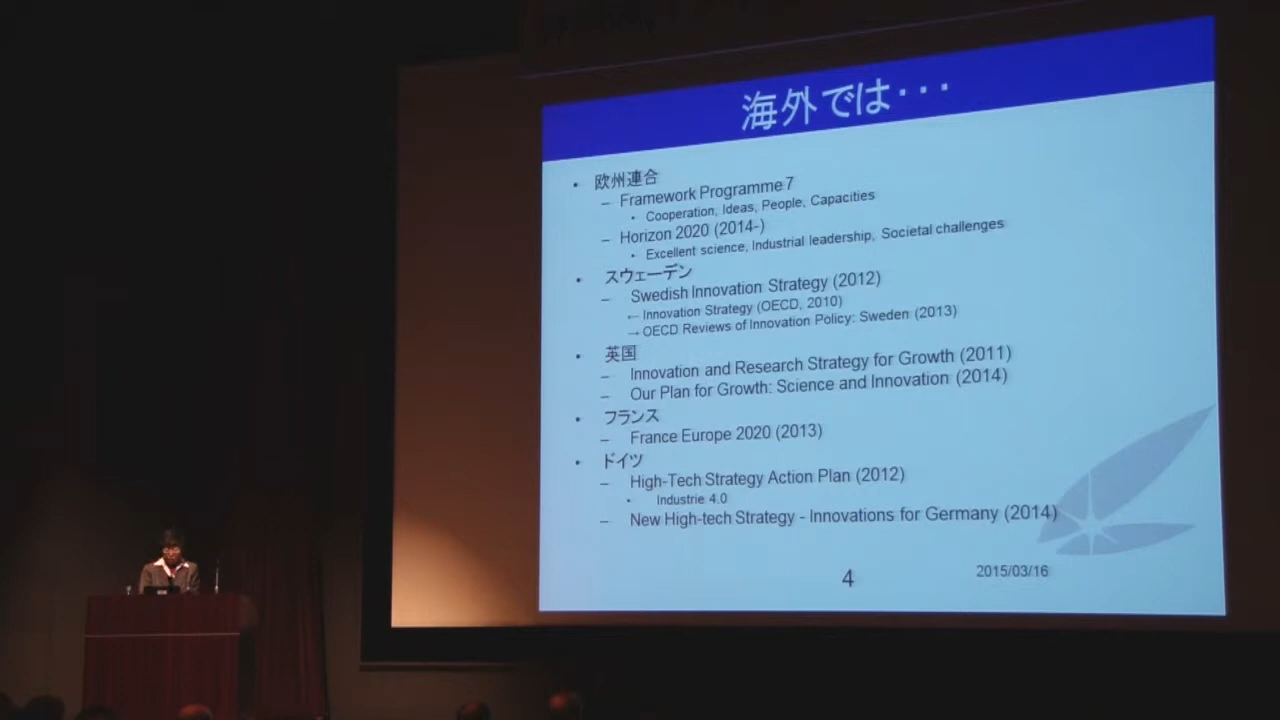 海外では・・・
• 欧州連合
– Framework Programme 7
• Cooperation, Ideas, People, Capacities
– Horizon 2020 (2014-)
• Excellent science, Industrial leadership, Societal challenges
• スウェーデン
– Swedish Innovation Strategy (2012)
← Innovation Strategy (OECD, 2010)
→ OECD Reviews of Innovation Policy: Sweden (2013)
• 英国
– Innovation and Research Strategy for Growth (2011)
– Our Plan for Growth: Science and Innovation (2014)
• フランス
– France Europe 2020 (2013)
• ドイツ
– High-Tech Strategy Action Plan (2012)
• Industrie 4.0
– New High-tech Strategy - Innovations for Germany (2014)
4
2015/03/16